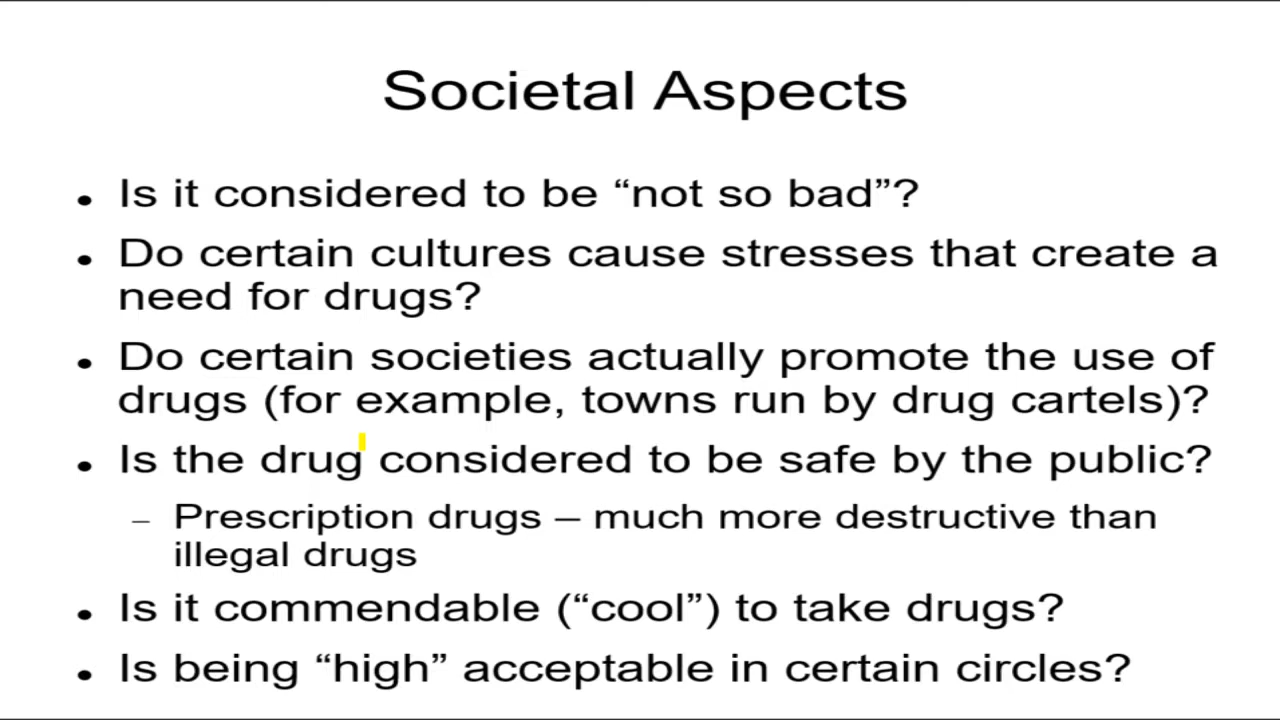 Societal Aspects
• Is it considered to be “not so bad”?
• Do certain cultures cause stresses that create a
need for drugs?
• Do certain societies actually promote the use of
drugs (for example, towns run by drug cartels)?
• Is the drug considered to be safe by the public?
– Prescription drugs – much more destructive than
illegal drugs
• Is it commendable (“cool”) to take drugs?
• Is being “high” acceptable in certain circles?